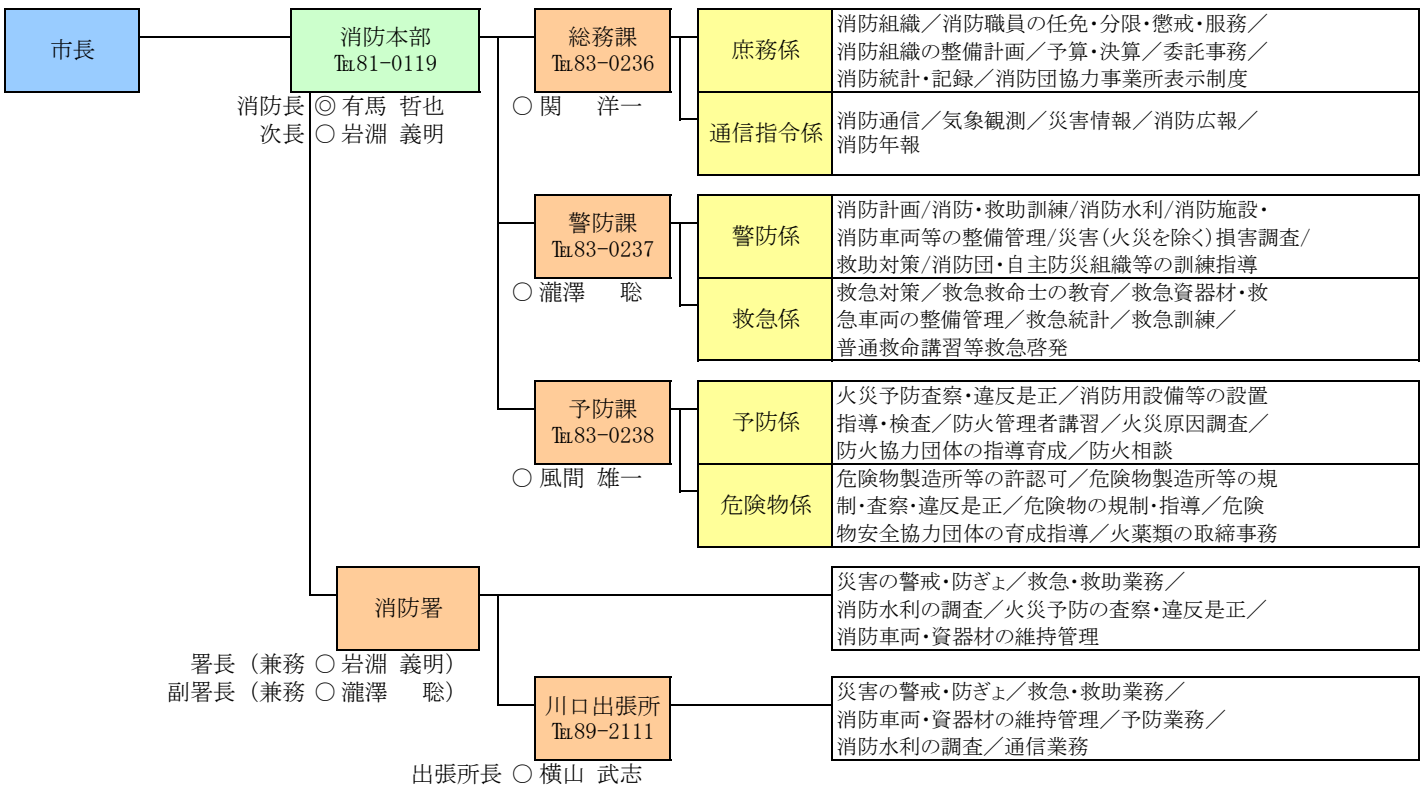 市長
消防本部
℡81-0119
消防長 ◎ 有馬 哲也
次長 ○ 岩淵 義明
総務課
℡83-0236
○ 関　洋一
庶務係
消防組織／消防職員の任免・分限・懲戒・服務／
消防組織の整備計画／予算・決算／委託事務／
消防統計・記録／消防団協力事業所表示制度
通信指令係
消防通信／気象観測／災害情報／消防広報／
消防年報
警防課
℡83-0237
○ 瀧澤　聡
警防係
消防計画/消防・救助訓練/消防水利/消防施設・
消防車両等の整備管理/災害（火災を除く）損害調査/
救助対策/消防団・自主防災組織等の訓練指導
救急係
救急対策／救急救命士の教育／救急資器材・救
急車両の整備管理／救急統計／救急訓練／
普通救命講習等救急啓発
予防課
℡83-0238
○ 風間 雄一
予防係
火災予防査察・違反是正／消防用設備等の設置
指導・検査／防火管理者講習／火災原因調査／
防火協力団体の指導育成／防火相談
危険物係
危険物製造所等の許認可／危険物製造所等の規
制・査察・違反是正／危険物の規制・指導／危険
物安全協力団体の育成指導／火薬類の取締事務
消防署
署長（兼務 ○ 岩淵 義明）
副署長（兼務 ○ 瀧澤　聡）
災害の警戒・防ぎょ／救急・救助業務／
消防水利の調査／火災予防の査察・違反是正／
消防車両・資器材の維持管理
川口出張所
℡89-2111
出張所長 ○ 横山 武志
災害の警戒・防ぎょ／救急・救助業務／
消防車両・資器材の維持管理／予防業務／
消防水利の調査／通信業務